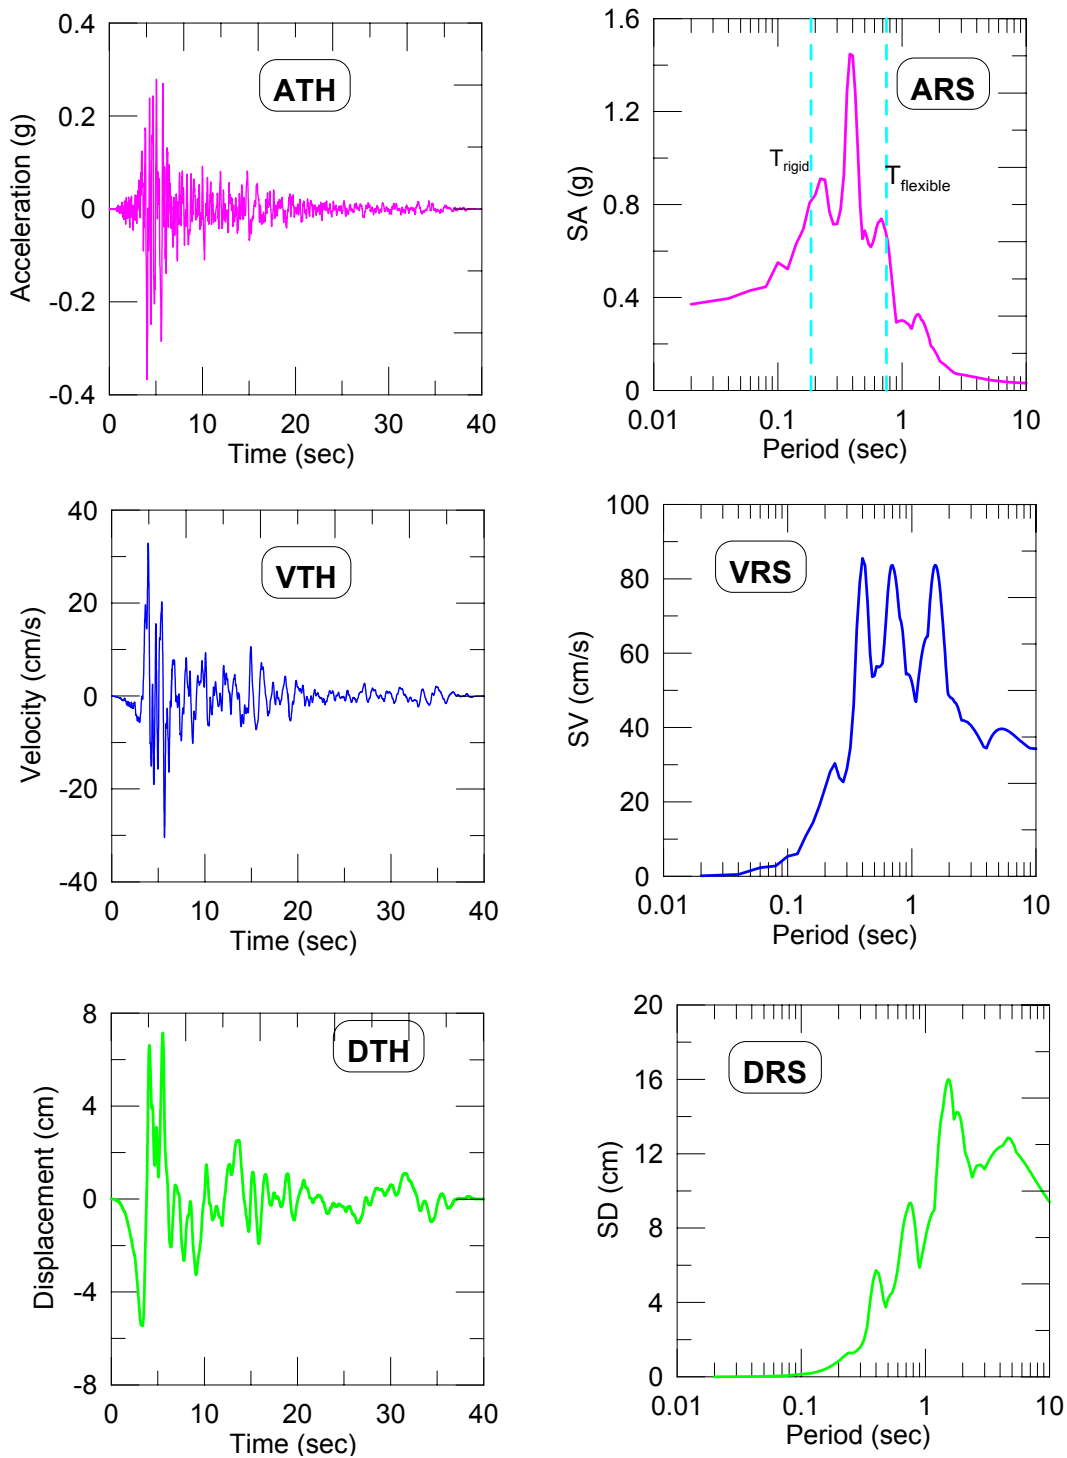 0.4
0.2
0
-0.2
-0.4
Acceleration (g)
ATH
0 10 20 30 40
Time (sec)
1.6
1.2
0.8
0.4
0
SA (g)
ARS
T rigid
T flexible
0.01 0.1 1 10
Period (sec)
40
20
0
-20
-40
Velocity (cm/s)
VTH
0 10 20 30 40
Time (sec)
100
80
60
40
20
0
SV (cm/s)
VRS
0.01 0.1 1 10
Period (sec)
8
4
0
-4
-8
Displacement (cm)
DTH
0 10 20 30 40
Time (sec)
20
16
12
8
4
0
SD (cm)
DRS
0.01 0.1 1 10
Period (sec)